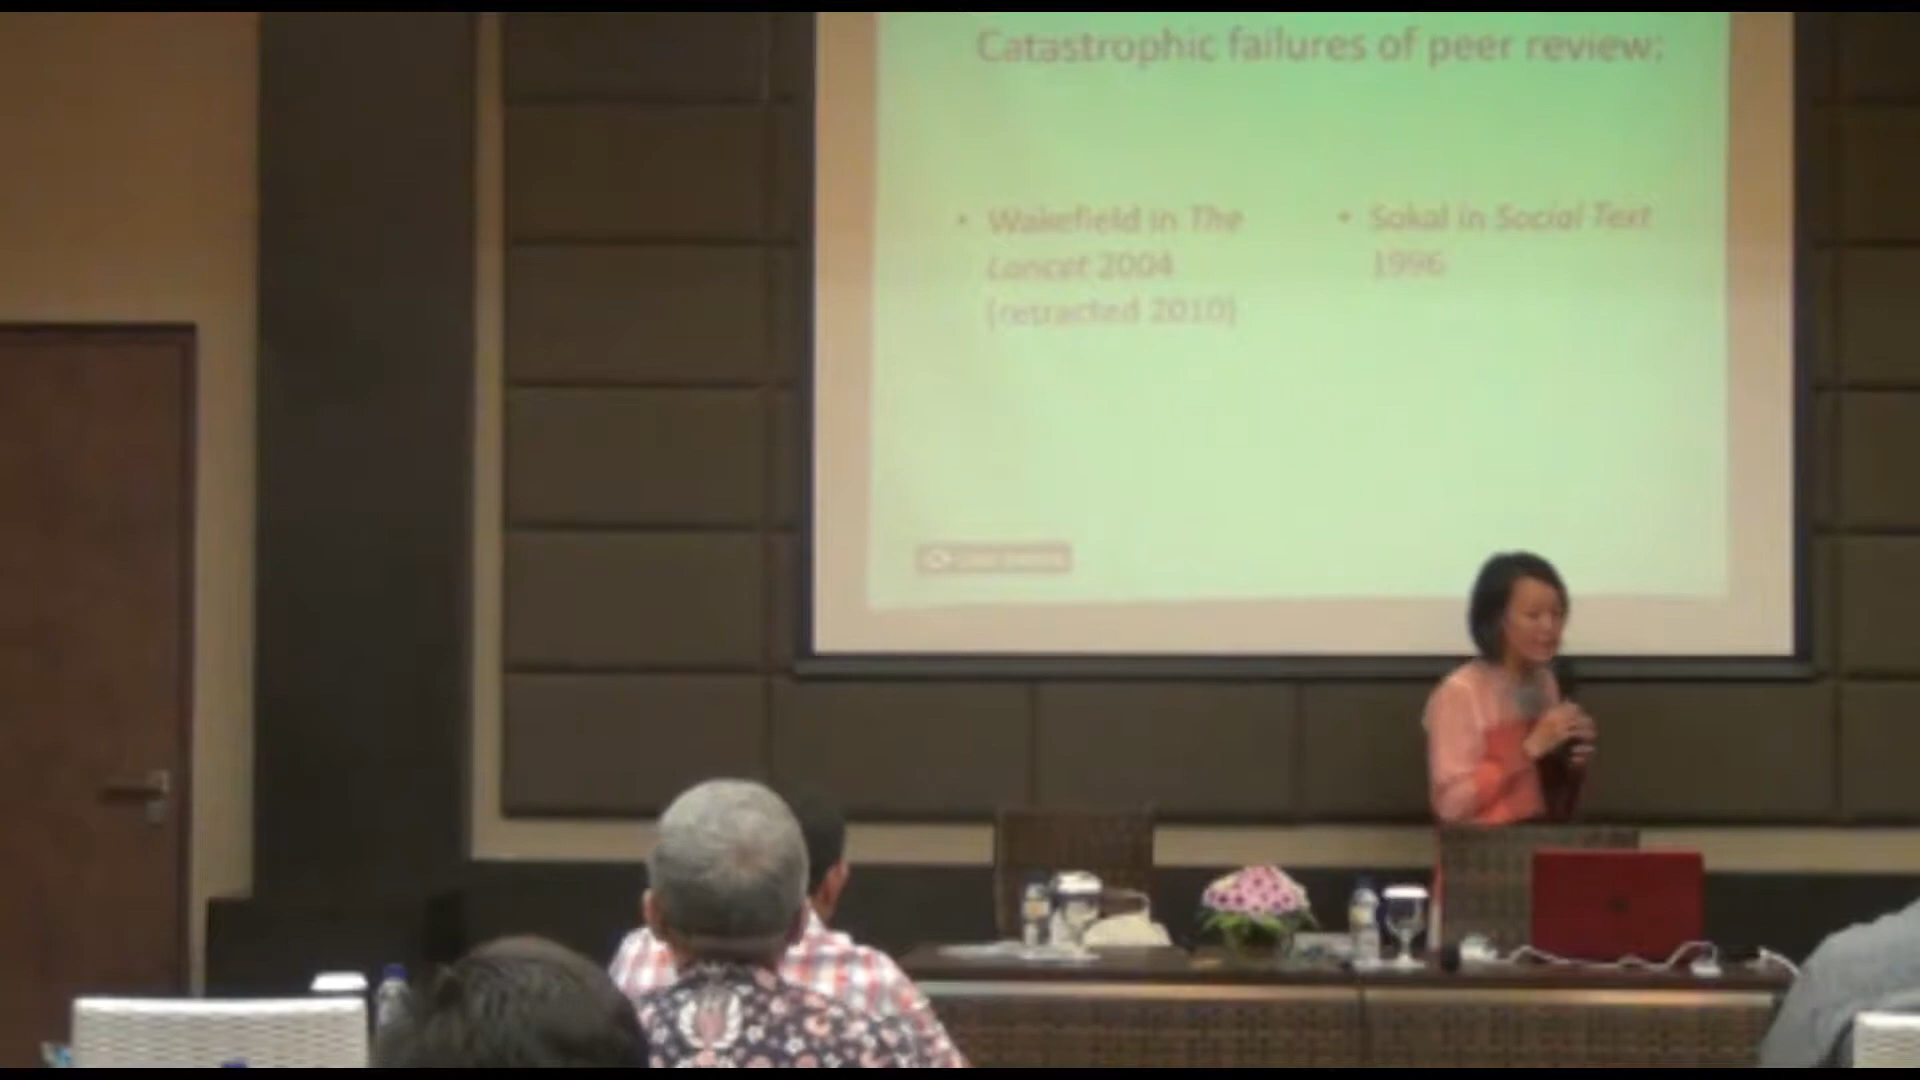 Catastrophic failures of peer review:
• Wakefield in The
Lancet 2004
(retracted 2010)
• Sokal in Social Text
1996